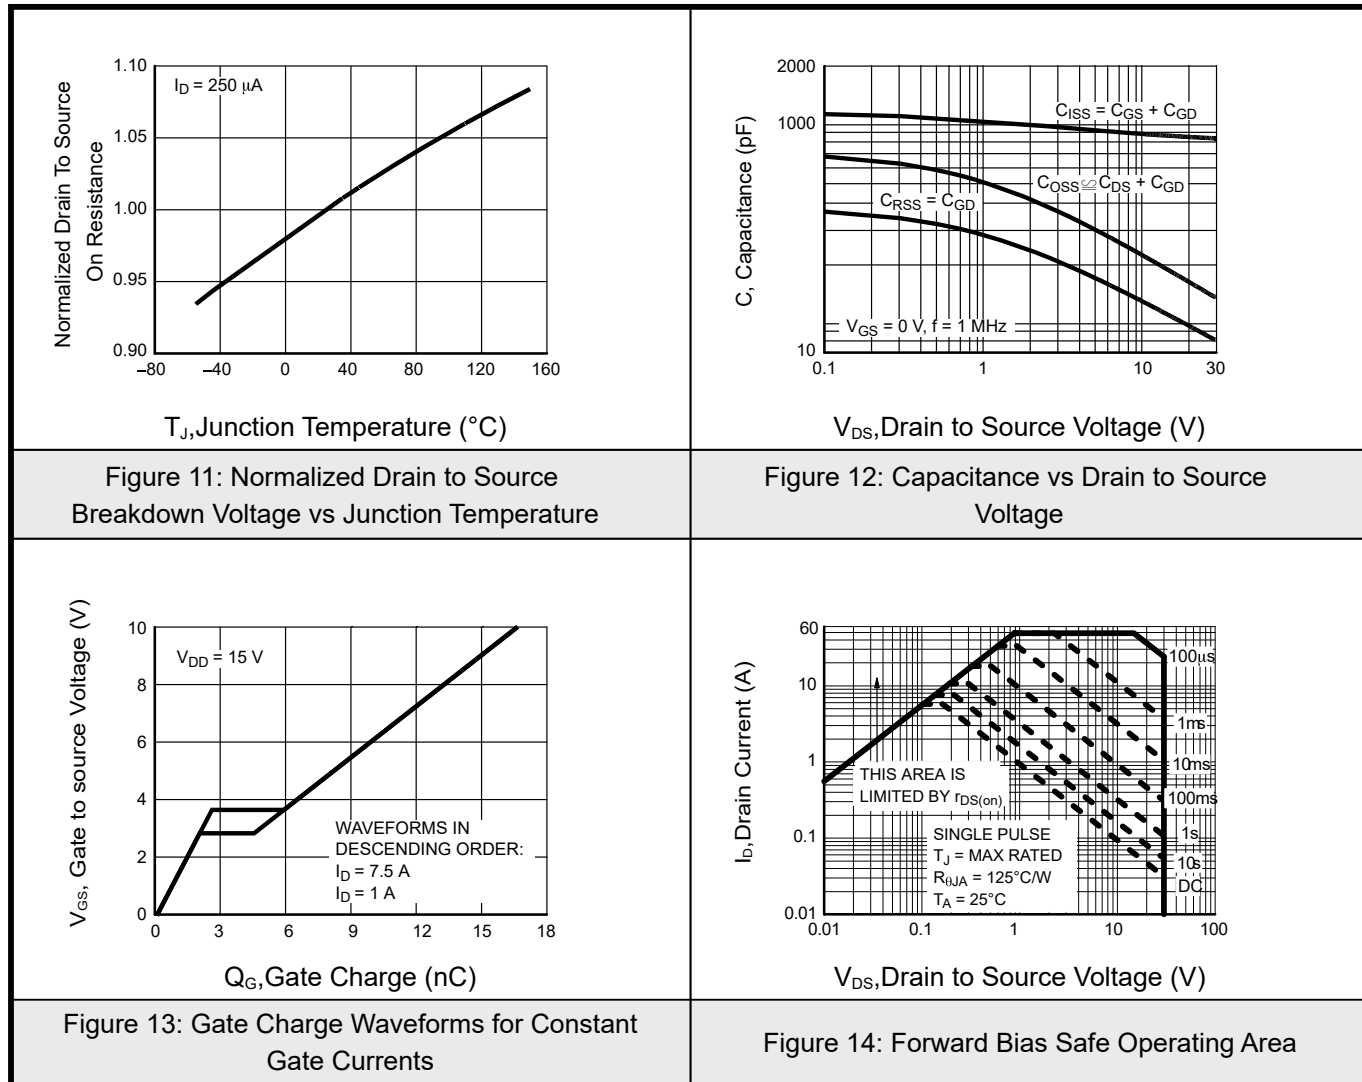 Normalized Drain To Source
On Resistance
1.10
1.05
1.00
0.95
0.90
I_D = 250 μA
–80 –40 0 40 80 120 160
T_J,Junction Temperature (°C)
Figure 11: Normalized Drain to Source
Breakdown Voltage vs Junction Temperature
C, Capacitance (pF)
2000
1000
10
C_ISS = C_GS + C_GD
C_OSS ≅ C_DS + C_GD
C_RSS = C_GD
V_GS = 0 V, f = 1 MHz
0.1 1 10 30
V_DS,Drain to Source Voltage (V)
Figure 12: Capacitance vs Drain to Source
Voltage
V_GS, Gate to source Voltage (V)
10
8
6
4
2
0
V_DD = 15 V
WAVEFORMS IN
DESCENDING ORDER:
I_D = 7.5 A
I_D = 1 A
0 3 6 9 12 15 18
Q_G,Gate Charge (nC)
Figure 13: Gate Charge Waveforms for Constant
Gate Currents
I_D,Drain Current (A)
60
10
1
0.1
0.01
100μs
1ms
10ms
100ms
1s
10s
DC
THIS AREA IS
LIMITED BY r_DS(on)
SINGLE PULSE
T_J = MAX RATED
R_θJA = 125°C/W
T_A = 25°C
0.01 0.1 1 10 100
V_DS,Drain to Source Voltage (V)
Figure 14: Forward Bias Safe Operating Area